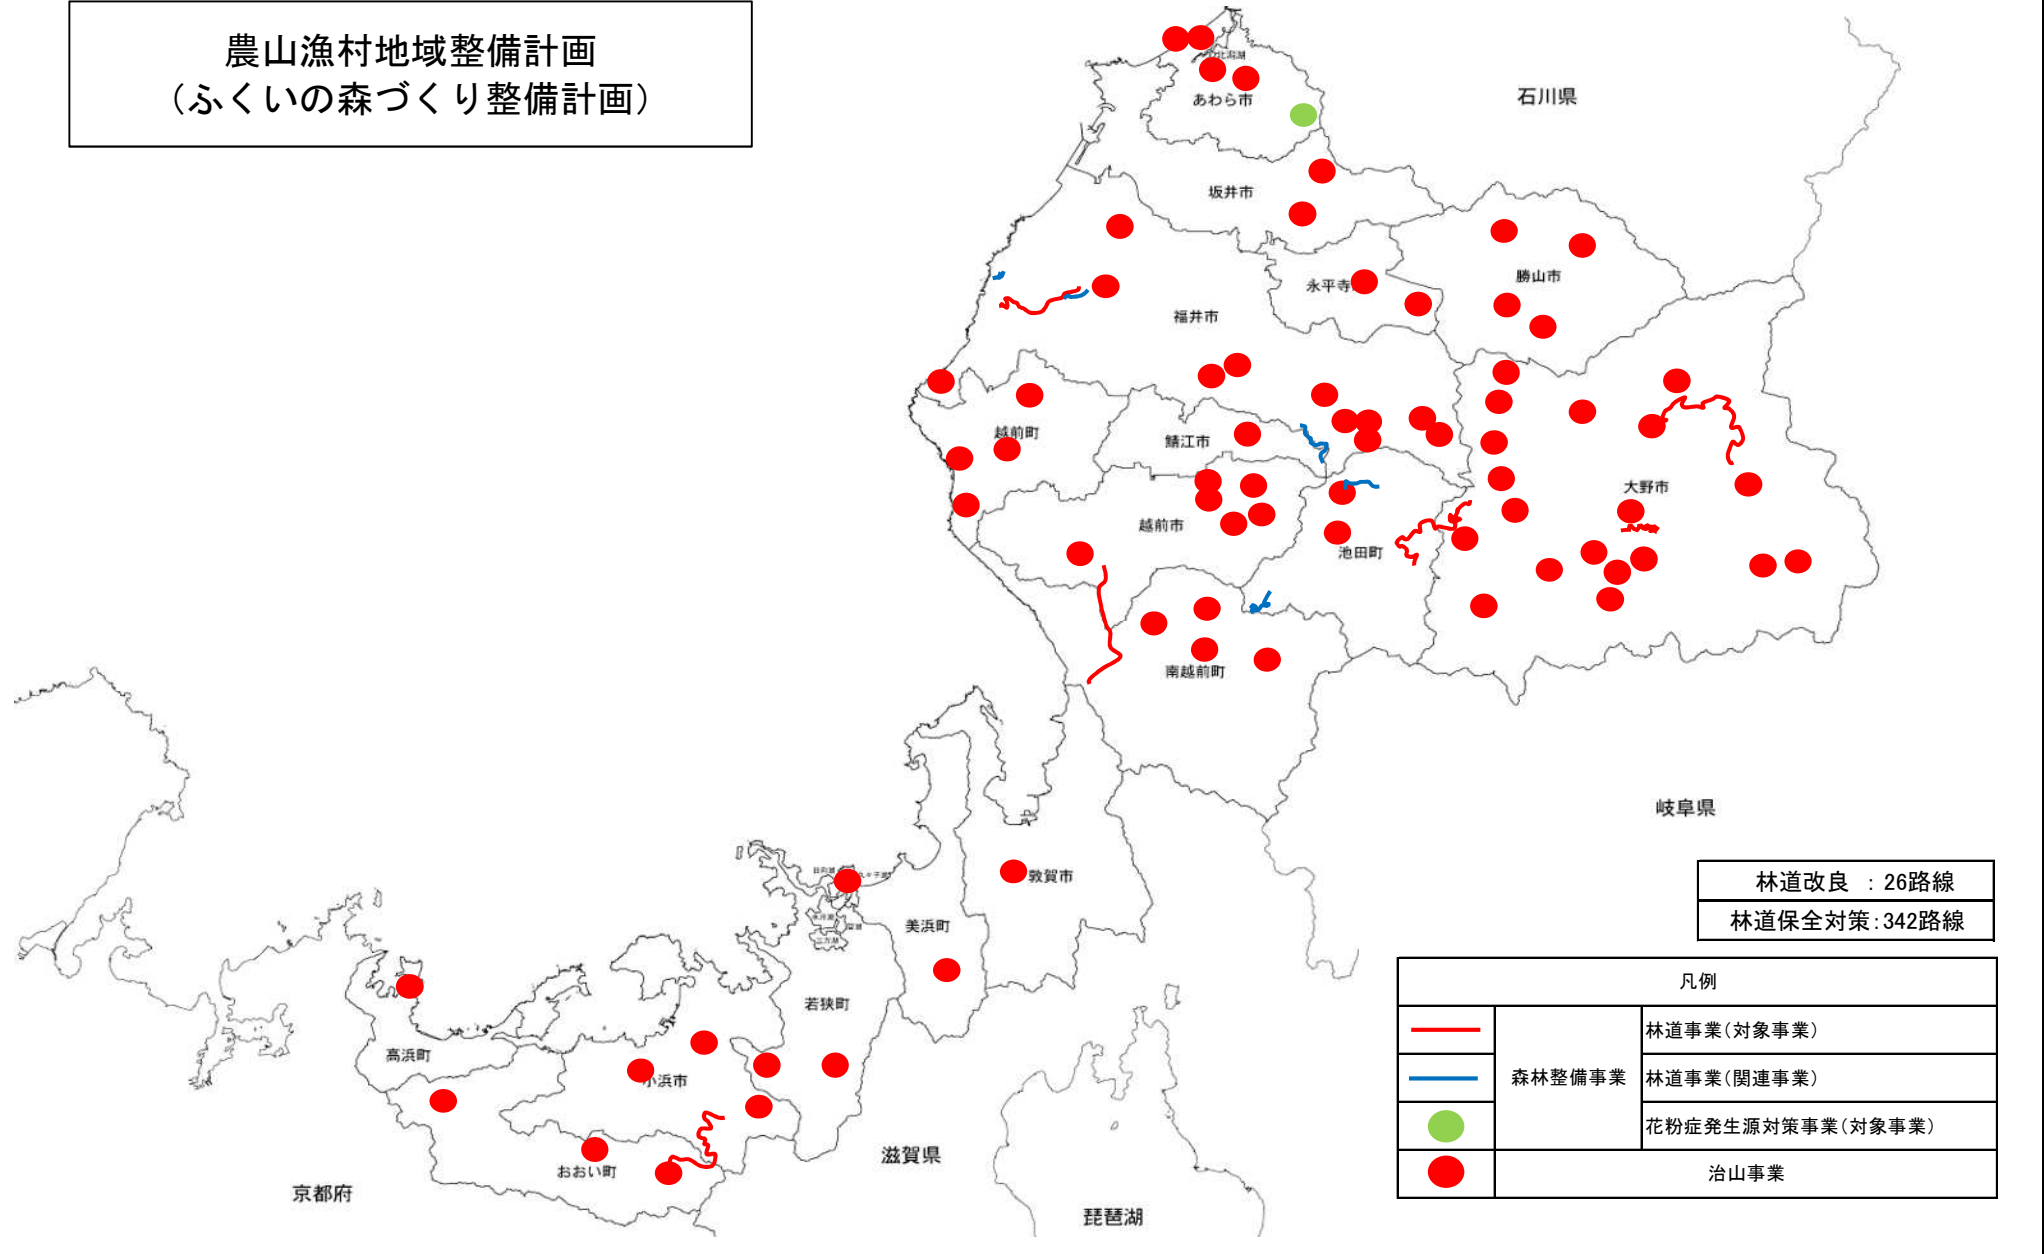 農山漁村地域整備計画
（ふくいの森づくり整備計画）
北潟湖
あわら市
石川県
坂井市
勝山市
永平寺
福井市
越前町
鯖江市
大野市
越前市
池田町
南越前町
岐阜県
敦賀市
美浜町
三方湖
若狭町
高浜町
小浜市
おおい町
滋賀県
京都府
琵琶湖
林道改良　：26路線
林道保全対策：342路線
凡例
森林整備事業
林道事業（対象事業）
林道事業（関連事業）
花粉症発生源対策事業（対象事業）
治山事業